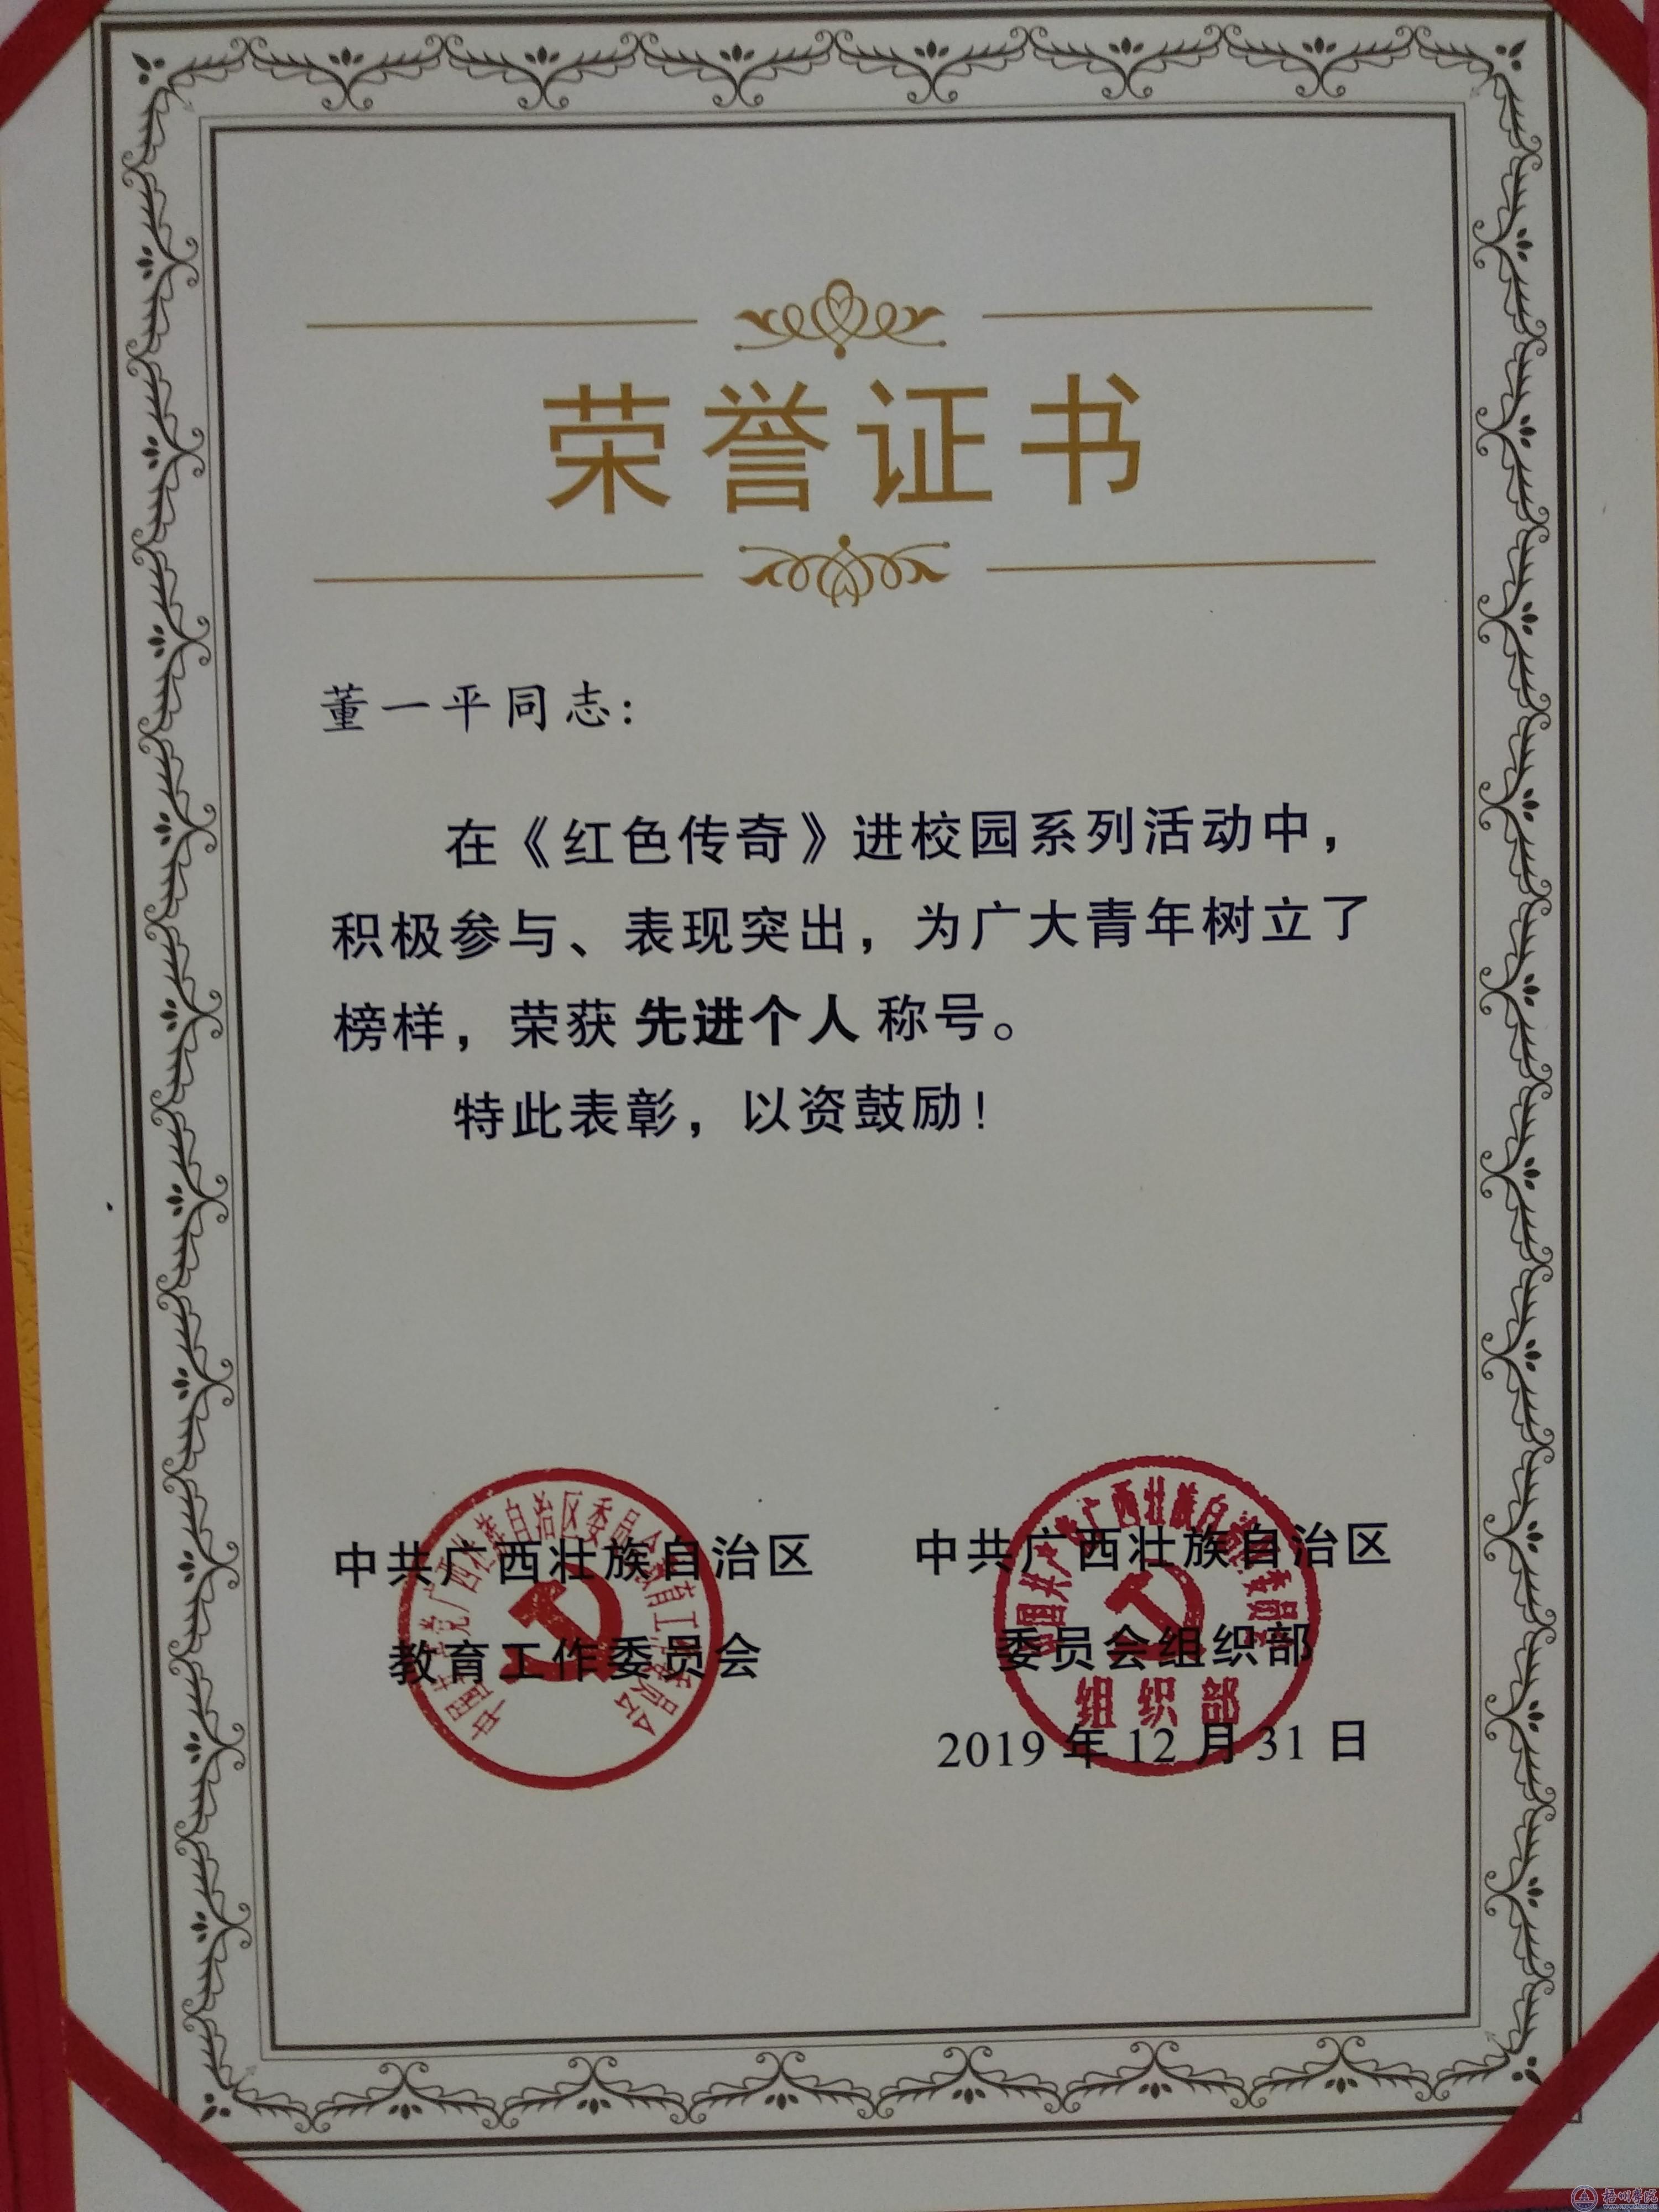 荣誉证书
董一平同志:
在《红色传奇》进校园系列活动中，
积极参与、表现突出，为广大青年树立了
榜样，荣获 先进个人 称号。
特此表彰，以资鼓励!
中共广西壮族自治区
教育工作委员会
中共广西壮族自治区
委员会组织部
组织部
2019 年 12 月 31 日
梧州学院